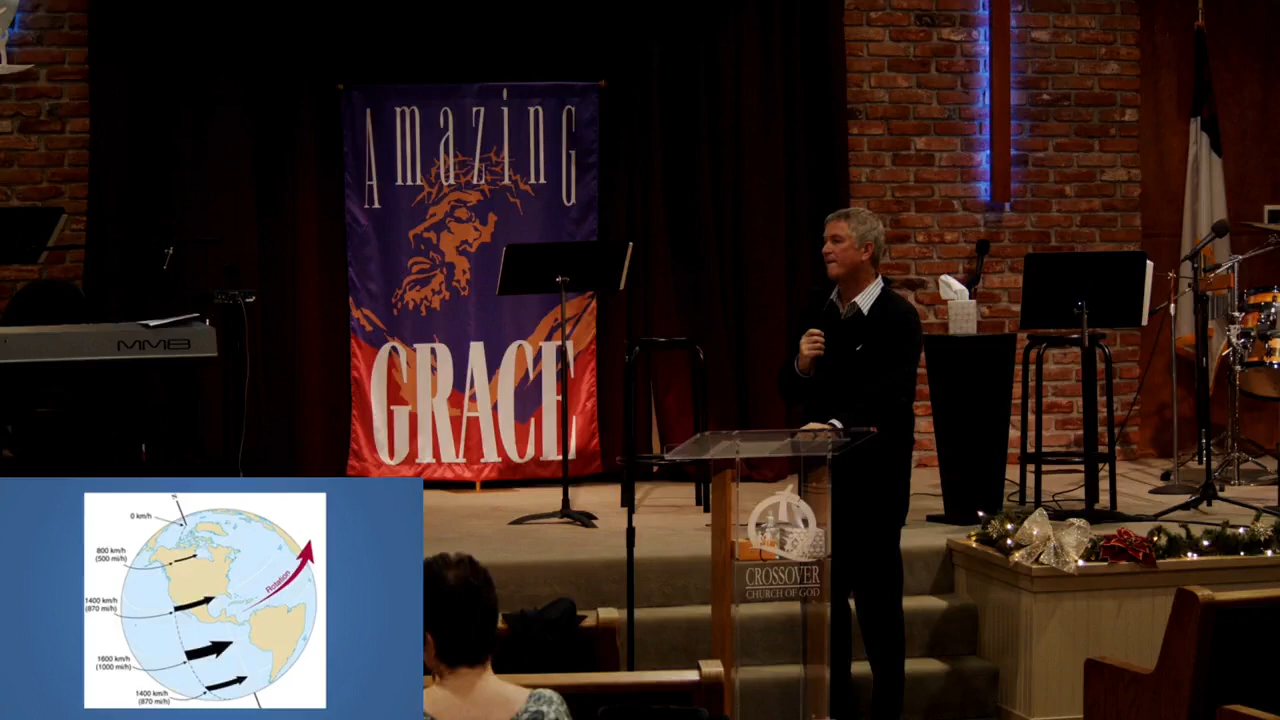 AmazinG
GRACE
MM8
CROSSOVER
CHURCH OF GOD
N
0 km/h
800 km/h
(500 mi/h)
1400 km/h
(870 mi/h)
Rotation
1600 km/h
(1000 mi/h)
1400 km/h
(870 mi/h)